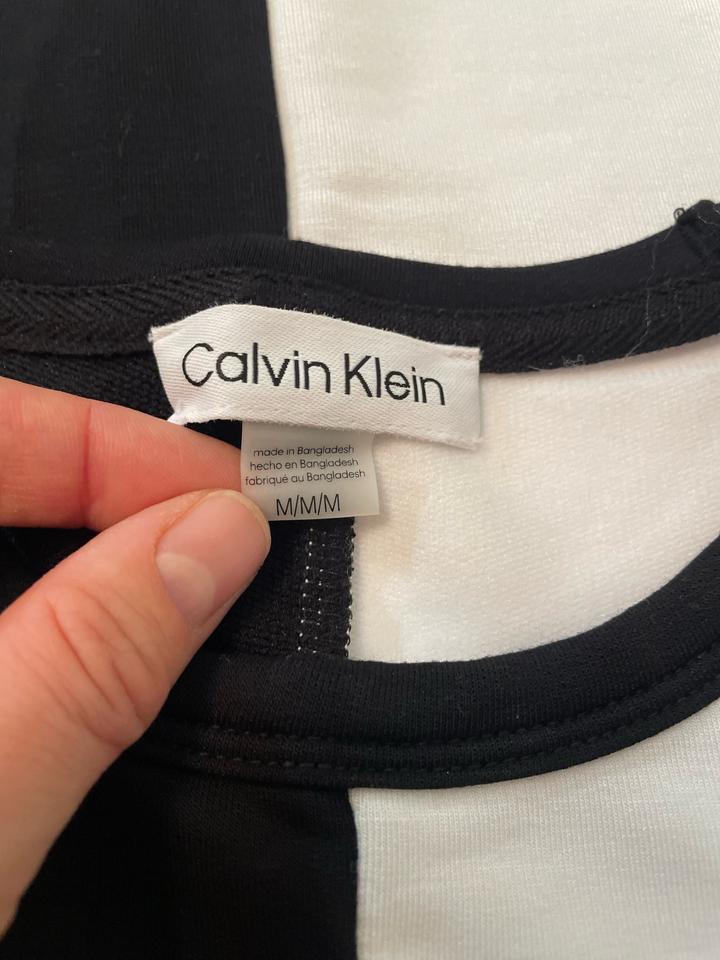 Calvin Klein
made in Bangladesh
hecho en Bangladesh
fabriqué au Bangladesh
M/M/M